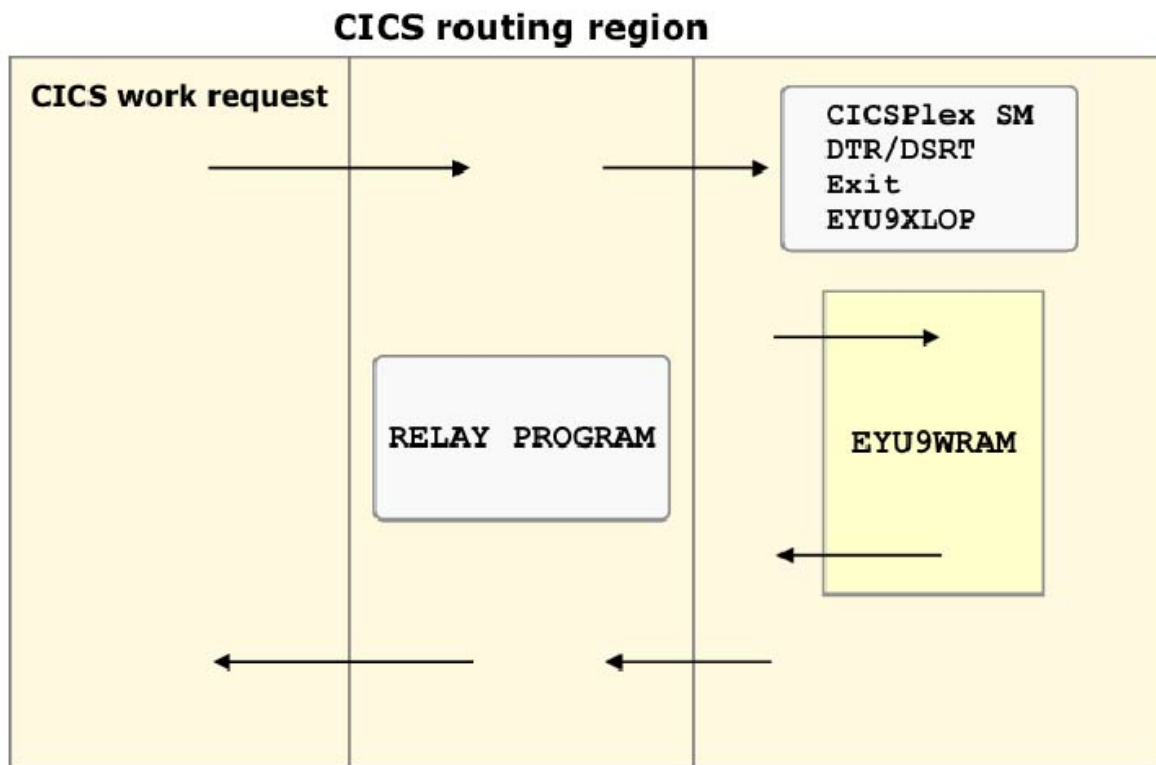 CICS routing region
CICS work request
CICSPlex SM
DTR/DSRT
Exit
EYU9XLOP
RELAY PROGRAM
EYU9WRAM